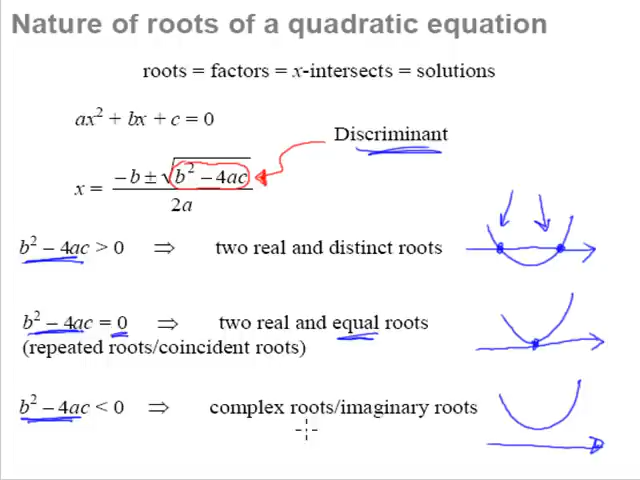 Nature of roots of a quadratic equation
roots = factors = x-intersects = solutions
ax² + bx + c = 0
Discriminant
x = (−b ± √(b² − 4ac)) / 2a
b² − 4ac > 0 ⇒ two real and distinct roots
b² − 4ac = 0 ⇒ two real and equal roots
(repeated roots/coincident roots)
b² − 4ac < 0 ⇒ complex roots/imaginary roots